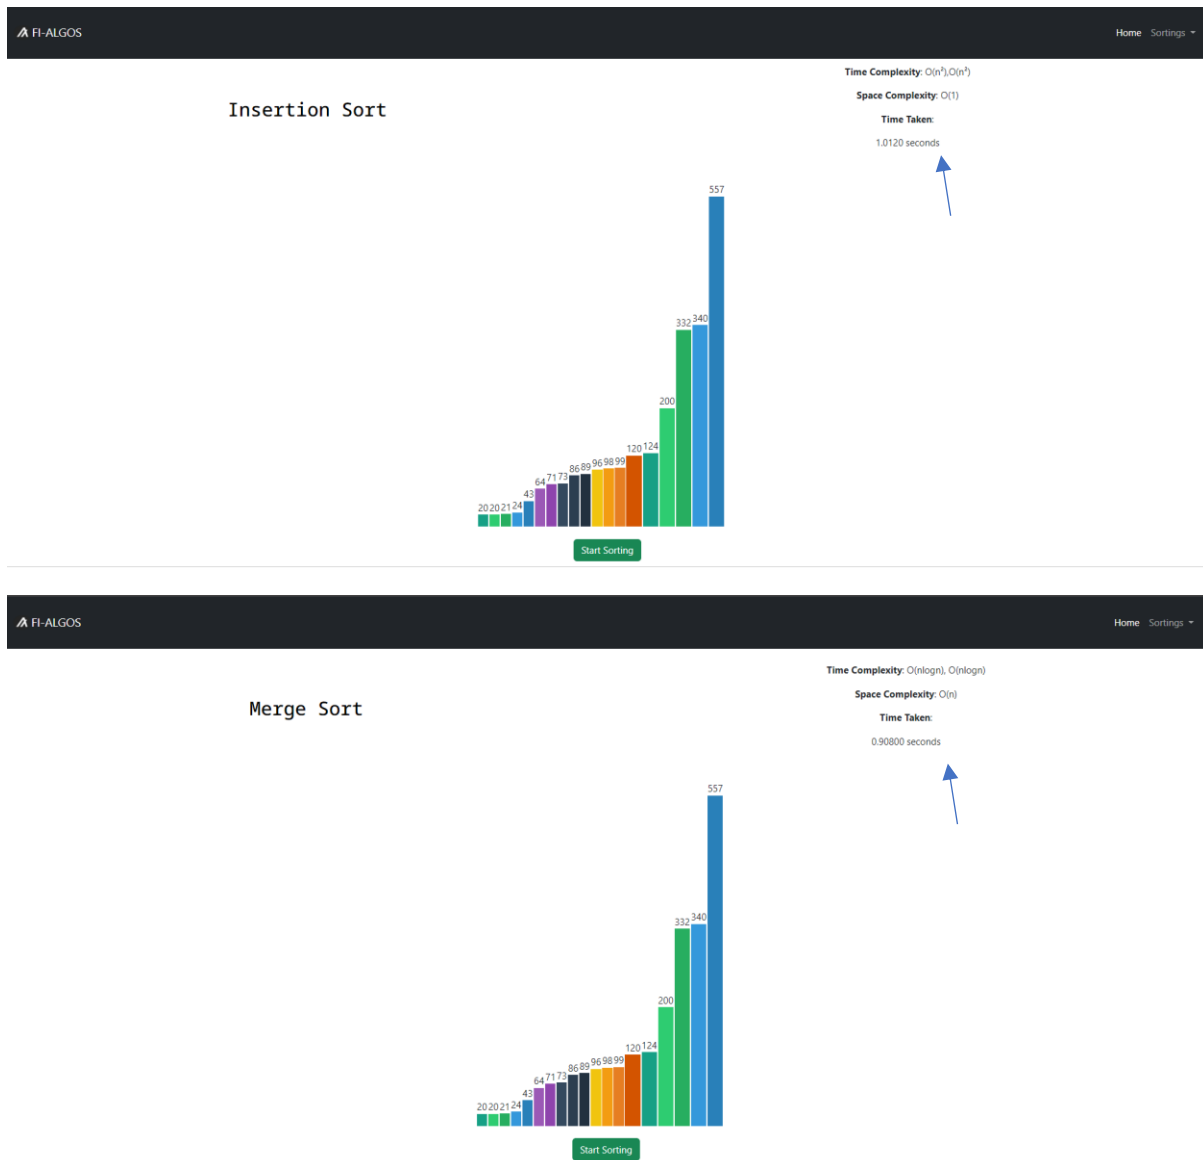 FI-ALGOS
Home Sortings
Time Complexity: O(n²),O(n²)
Space Complexity: O(1)
Time Taken:
1.0120 seconds
Insertion Sort
557
332 340
200
120 124
86 89 96 98 99
64 71 73
43
20 20 21 24
Start Sorting
FI-ALGOS
Home Sortings
Time Complexity: O(nlogn), O(nlogn)
Space Complexity: O(n)
Time Taken:
0.90800 seconds
Merge Sort
557
332 340
200
120 124
86 89 96 98 99
64 71 73
43
20 20 21 24
Start Sorting